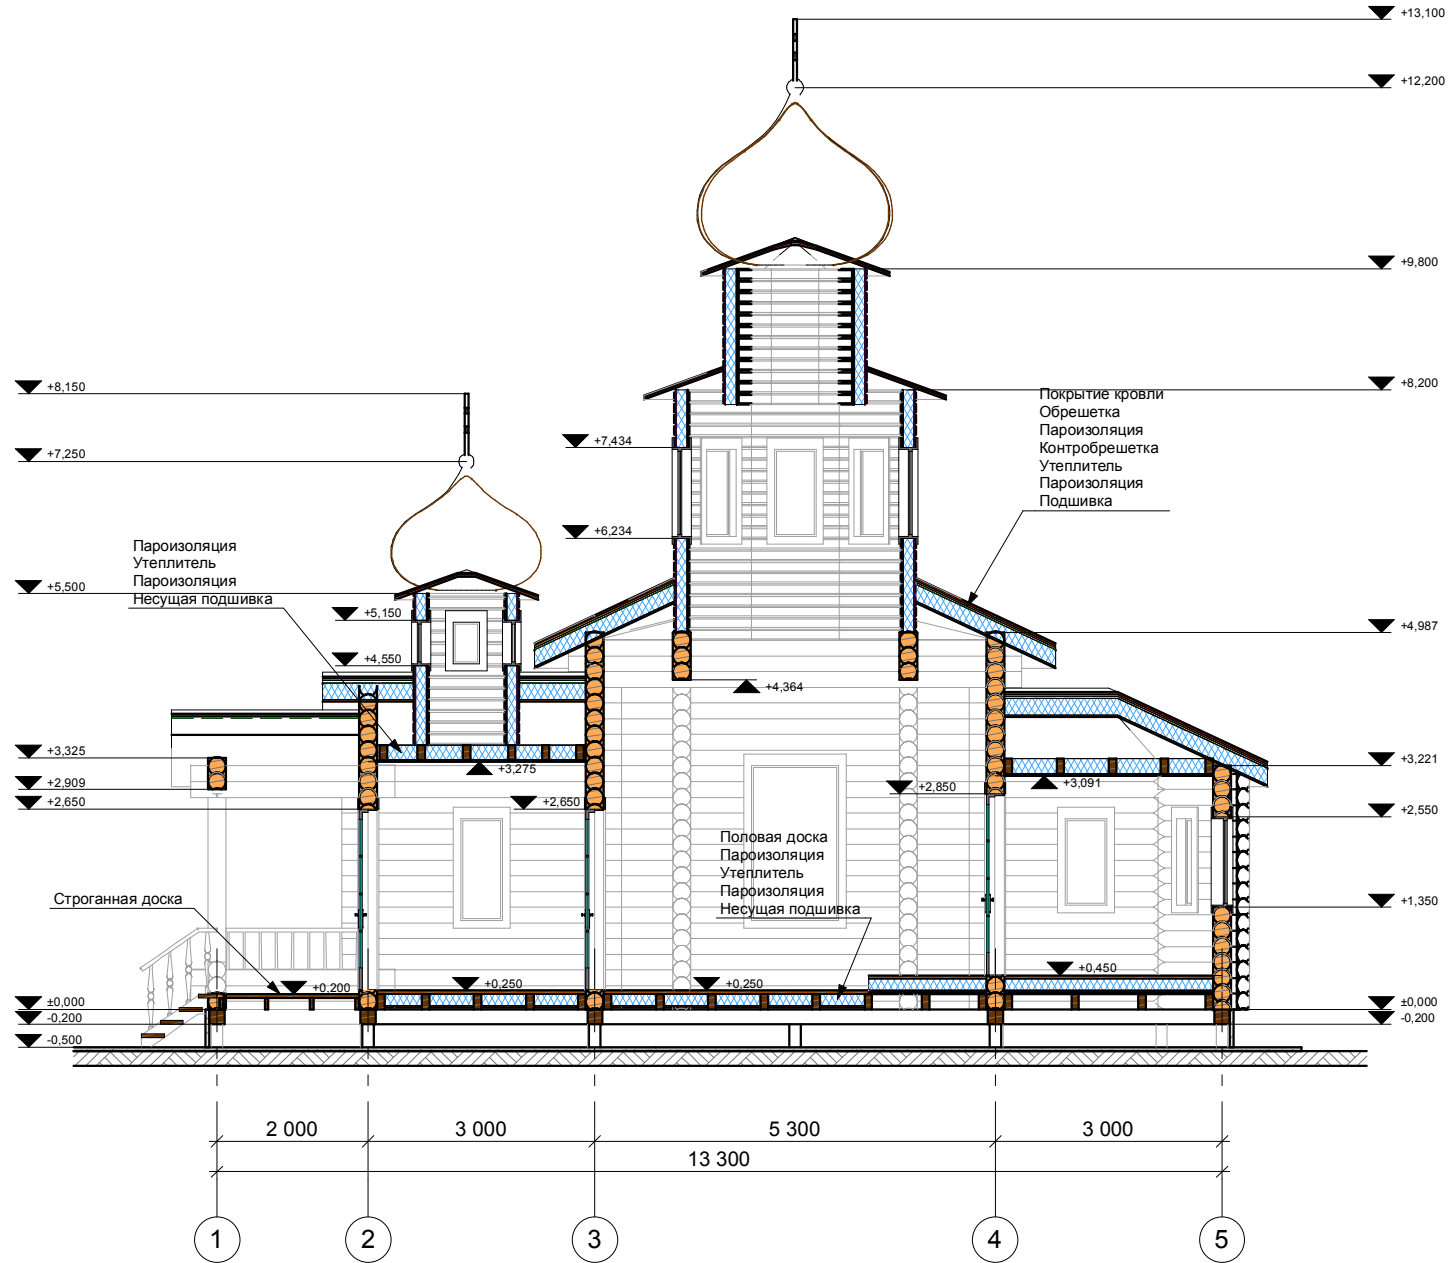 +13,100
+12,200
+9,800
+8,150
+8,200
Покрытие кровли
Обрешетка
Пароизоляция
Контробрешетка
Утеплитель
Пароизоляция
Подшивка
+7,434
+7,250
+6,234
Пароизоляция
Утеплитель
Пароизоляция
Несущая подшивка
+5,500
+5,150
+4,987
+4,550
+4,364
+3,325
+3,275
+3,221
+3,091
+2,909
+2,850
+2,650
+2,650
+2,550
Половая доска
Пароизоляция
Утеплитель
Пароизоляция
Несущая подшивка
Строганная доска
+1,350
+0,450
+0,200
+0,250
+0,250
±0,000
±0,000
-0,200
-0,200
-0,500
2 000
3 000
5 300
3 000
13 300
1
2
3
4
5